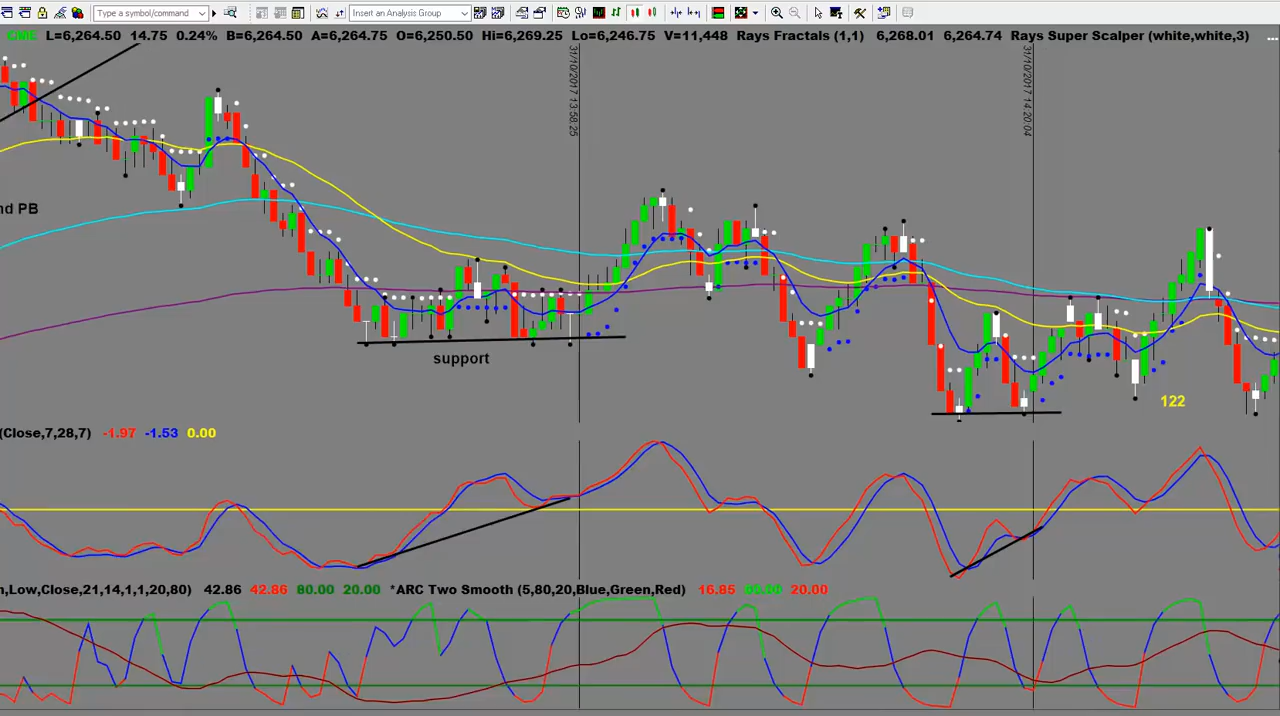 Type a symbol/command
Insert an Analysis Group
CME L=6,264.50 14.75 0.24% B=6,264.50 A=6,264.75 O=6,250.50 Hi=6,269.25 Lo=6,246.75 V=11,448 Rays Fractals (1,1) 6,268.01 6,264.74 Rays Super Scalper (white,white,3) ...
31/10/2017 13:58.25
31/10/2017 14:20.04
nd PB
support
122
(Close,7,28,7) -1.97 -1.53 0.00
,Low,Close,21,14,1,1,20,80) 42.86 42.86 80.00 20.00 *ARC Two Smooth (5,80,20,Blue,Green,Red) 16.85 20.00